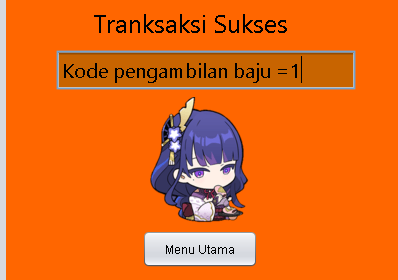 Tranksaksi Sukses
Kode pengambilan baju =1
Menu Utama